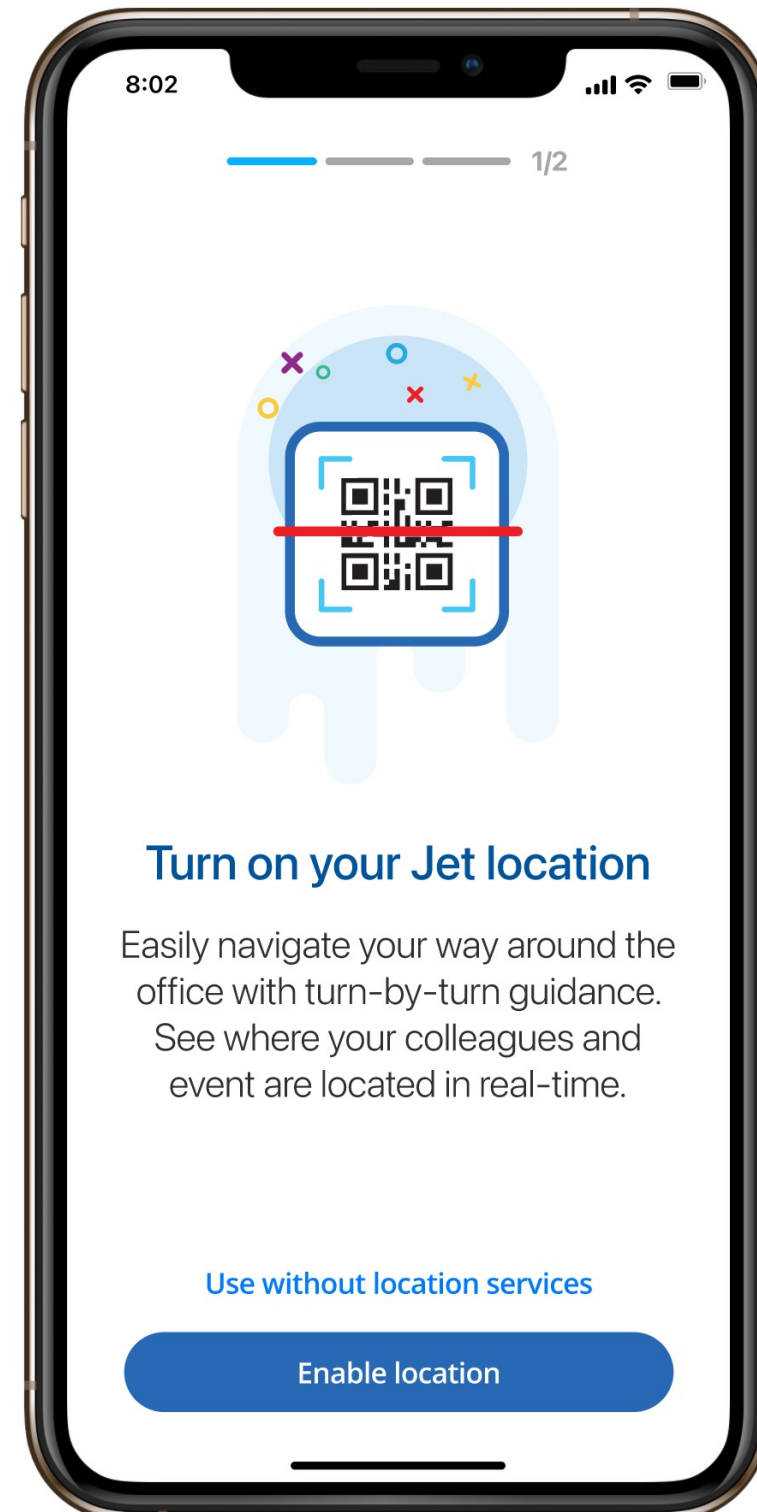 8:02
1/2
Turn on your Jet location
Easily navigate your way around the
office with turn-by-turn guidance.
See where your colleagues and
event are located in real-time.
Use without location services
Enable location